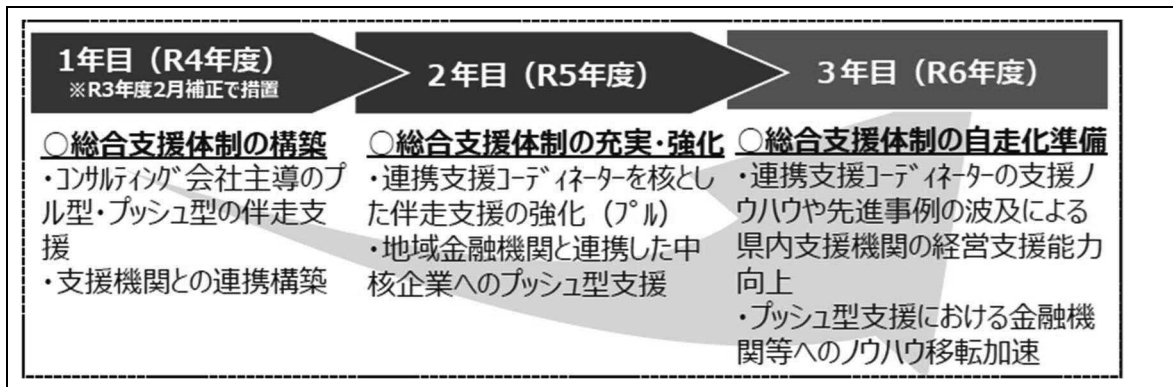 1年目（R4年度）
※R3年度2月補正で措置
２年目（R5年度）
３年目（R6年度）
○総合支援体制の構築
・ｺﾝｻﾙﾃｨﾝｸﾞ会社主導のプ
ル型・プッシュ型の伴走支
援
・支援機関との連携構築
○総合支援体制の充実・強化
・連携支援ｺｰﾃﾞｨﾈｰﾀｰを核とし
た伴走支援の強化（ﾌﾟﾙ）
・地域金融機関と連携した中
核企業へのプッシュ型支援
○総合支援体制の自走化準備
・連携支援ｺｰﾃﾞｨﾈｰﾀｰの支援ノ
ウハウや先進事例の波及による
県内支援機関の経営支援能力
向上
・プッシュ型支援における金融機
関等へのノウハウ移転加速